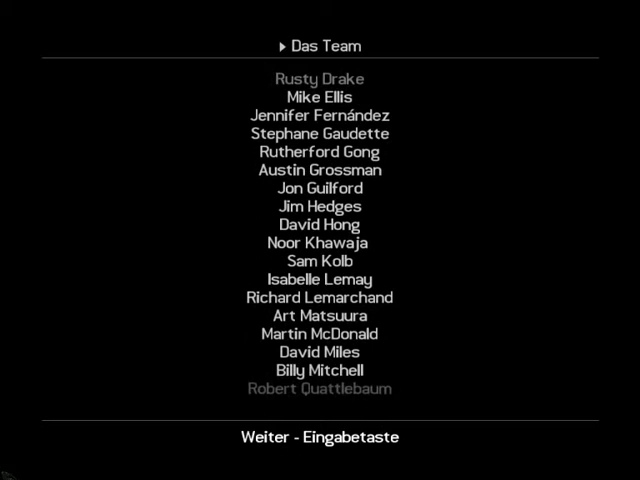 Das Team
Rusty Drake
Mike Ellis
Jennifer Fernández
Stephane Gaudette
Rutherford Gong
Austin Grossman
Jon Guilford
Jim Hedges
David Hong
Noor Khawaja
Sam Kolb
Isabelle Lemay
Richard Lemarchand
Art Matsuura
Martin McDonald
David Miles
Billy Mitchell
Robert Quattlebaum
Weiter - Eingabetaste